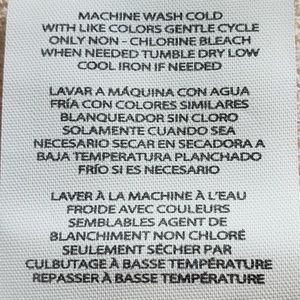 MACHINE WASH COLD
WITH LIKE COLORS GENTLE CYCLE
ONLY NON - CHLORINE BLEACH
WHEN NEEDED TUMBLE DRY LOW
COOL IRON IF NEEDED
LAVAR A MÁQUINA CON AGUA
FRÍA CON COLORES SIMILARES
BLANQUEADOR SIN CLORO
SOLAMENTE CUANDO SEA
NECESARIO SECAR EN SECADORA A
BAJA TEMPERATURA PLANCHADO
FRÍO SI ES NECESARIO
LAVER À LA MACHINE À L'EAU
FROIDE AVEC COULEURS
SEMBLABLES AGENT DE
BLANCHIMENT NON CHLORÉ
SEULEMENT SÉCHER PAR
CULBUTAGE À BASSE TEMPÉRATURE
REPASSER À BASSE TEMPÉRATURE